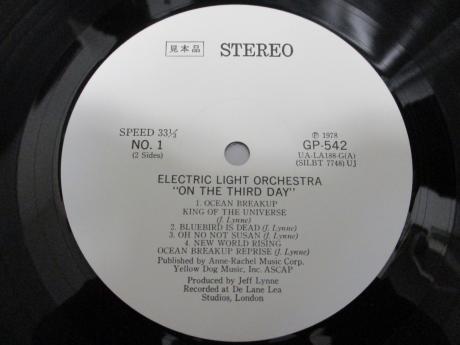 見本品 STEREO
SPEED 33⅓
NO. 1
(2 Sides)
℗ 1978
GP-542
UA-LA188-G(A)
(SILBT 7748) UJ
ELECTRIC LIGHT ORCHESTRA
"ON THE THIRD DAY"
1. OCEAN BREAKUP
KING OF THE UNIVERSE
(J. Lynne)
2. BLUEBIRD IS DEAD (J. Lynne)
3. OH NO NOT SUSAN (J. Lynne)
4. NEW WORLD RISING
OCEAN BREAKUP REPRISE (J. Lynne)
Published by Anne-Rachel Music Corp.
Yellow Dog Music, Inc. ASCAP
Produced by Jeff Lynne
Recorded at De Lane Lea
Studios, London